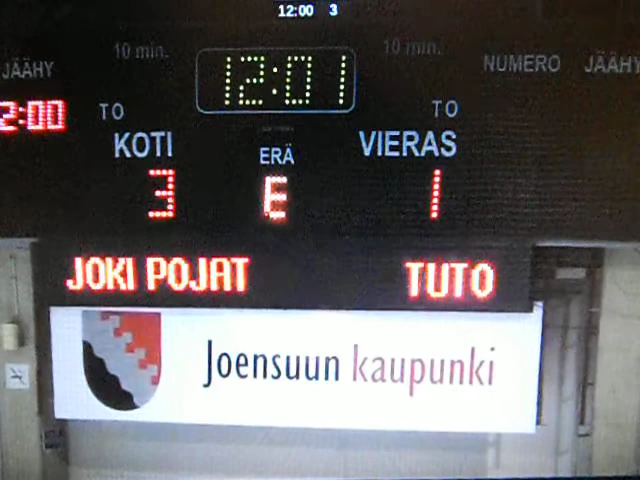 12:00 3
10 min. 12:01 10 min.
JÄÄHY NUMERO JÄÄHY
2:00 TO TO
KOTI ERÄ VIERAS
3 E 1
JOKI POJAT TUTO
Joensuun kaupunki